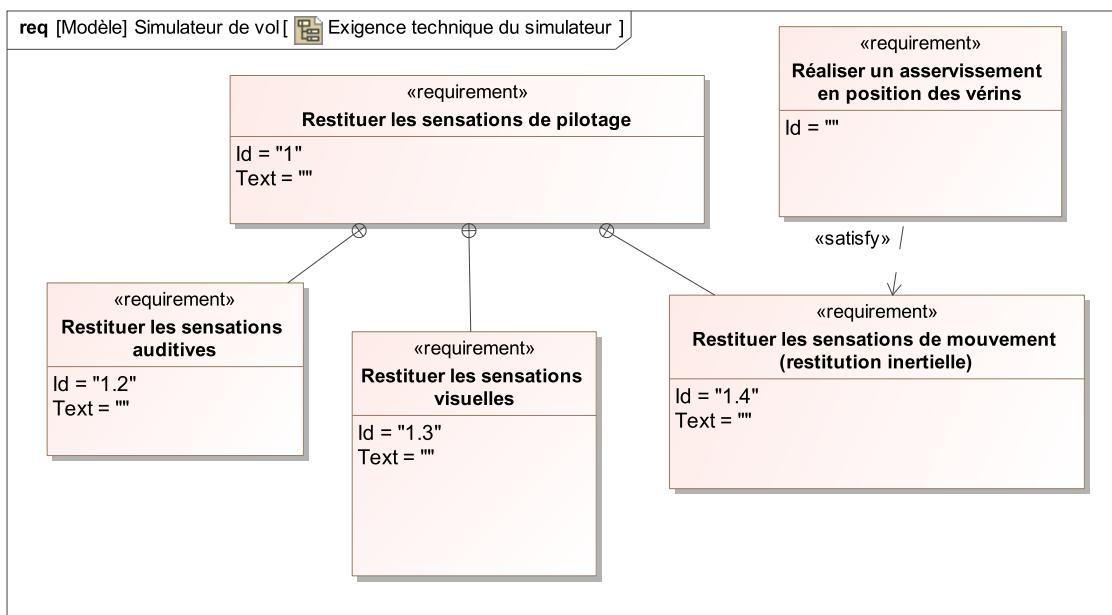 req [Modèle] Simulateur de vol[ Exigence technique du simulateur ]
«requirement»
Réaliser un asservissement
en position des vérins
Id = ""
«requirement»
Restituer les sensations de pilotage
Id = "1"
Text = ""
«satisfy»
«requirement»
Restituer les sensations
auditives
Id = "1.2"
Text = ""
«requirement»
Restituer les sensations
visuelles
Id = "1.3"
Text = ""
«requirement»
Restituer les sensations de mouvement
(restitution inertielle)
Id = "1.4"
Text = ""